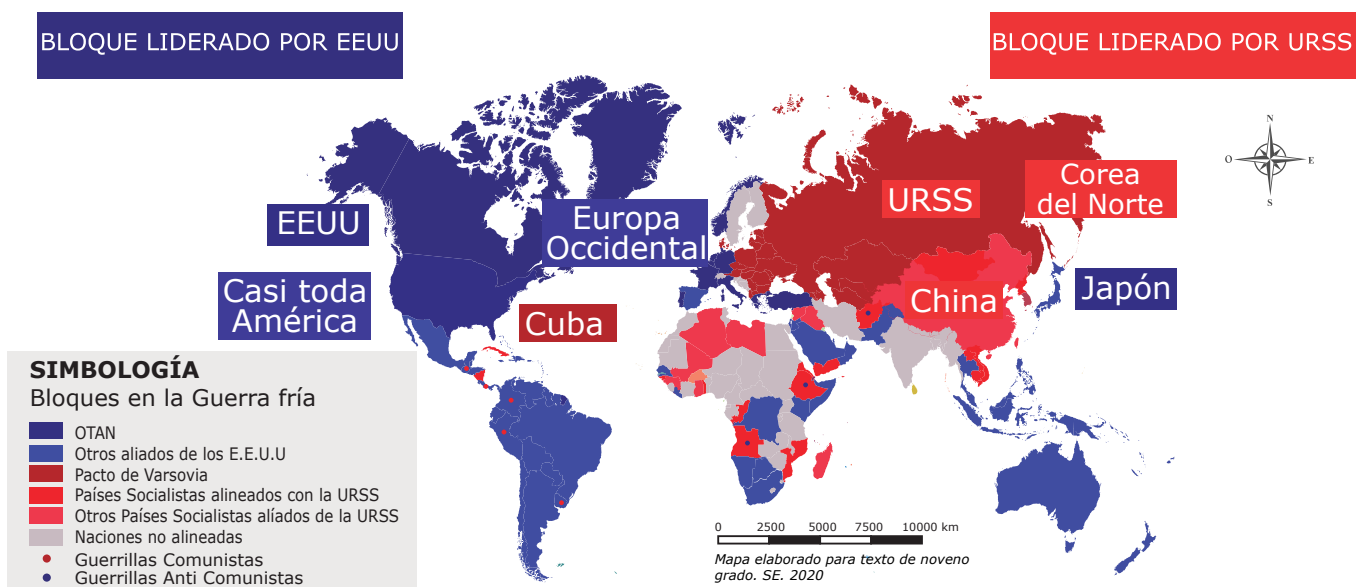 BLOQUE LIDERADO POR EEUU
BLOQUE LIDERADO POR URSS
N
O
E
S
EEUU
Europa
Occidental
URSS
Corea
del Norte
Casi toda
América
Cuba
China
Japón
SIMBOLOGÍA
Bloques en la Guerra fría
OTAN
Otros aliados de los E.E.U.U
Pacto de Varsovia
Países Socialistas alineados con la URSS
Otros Países Socialistas alíados de la URSS
Naciones no alineadas
Guerrillas Comunistas
Guerrillas Anti Comunistas
0 2500 5000 7500 10000 km
Mapa elaborado para texto de noveno
grado. SE. 2020